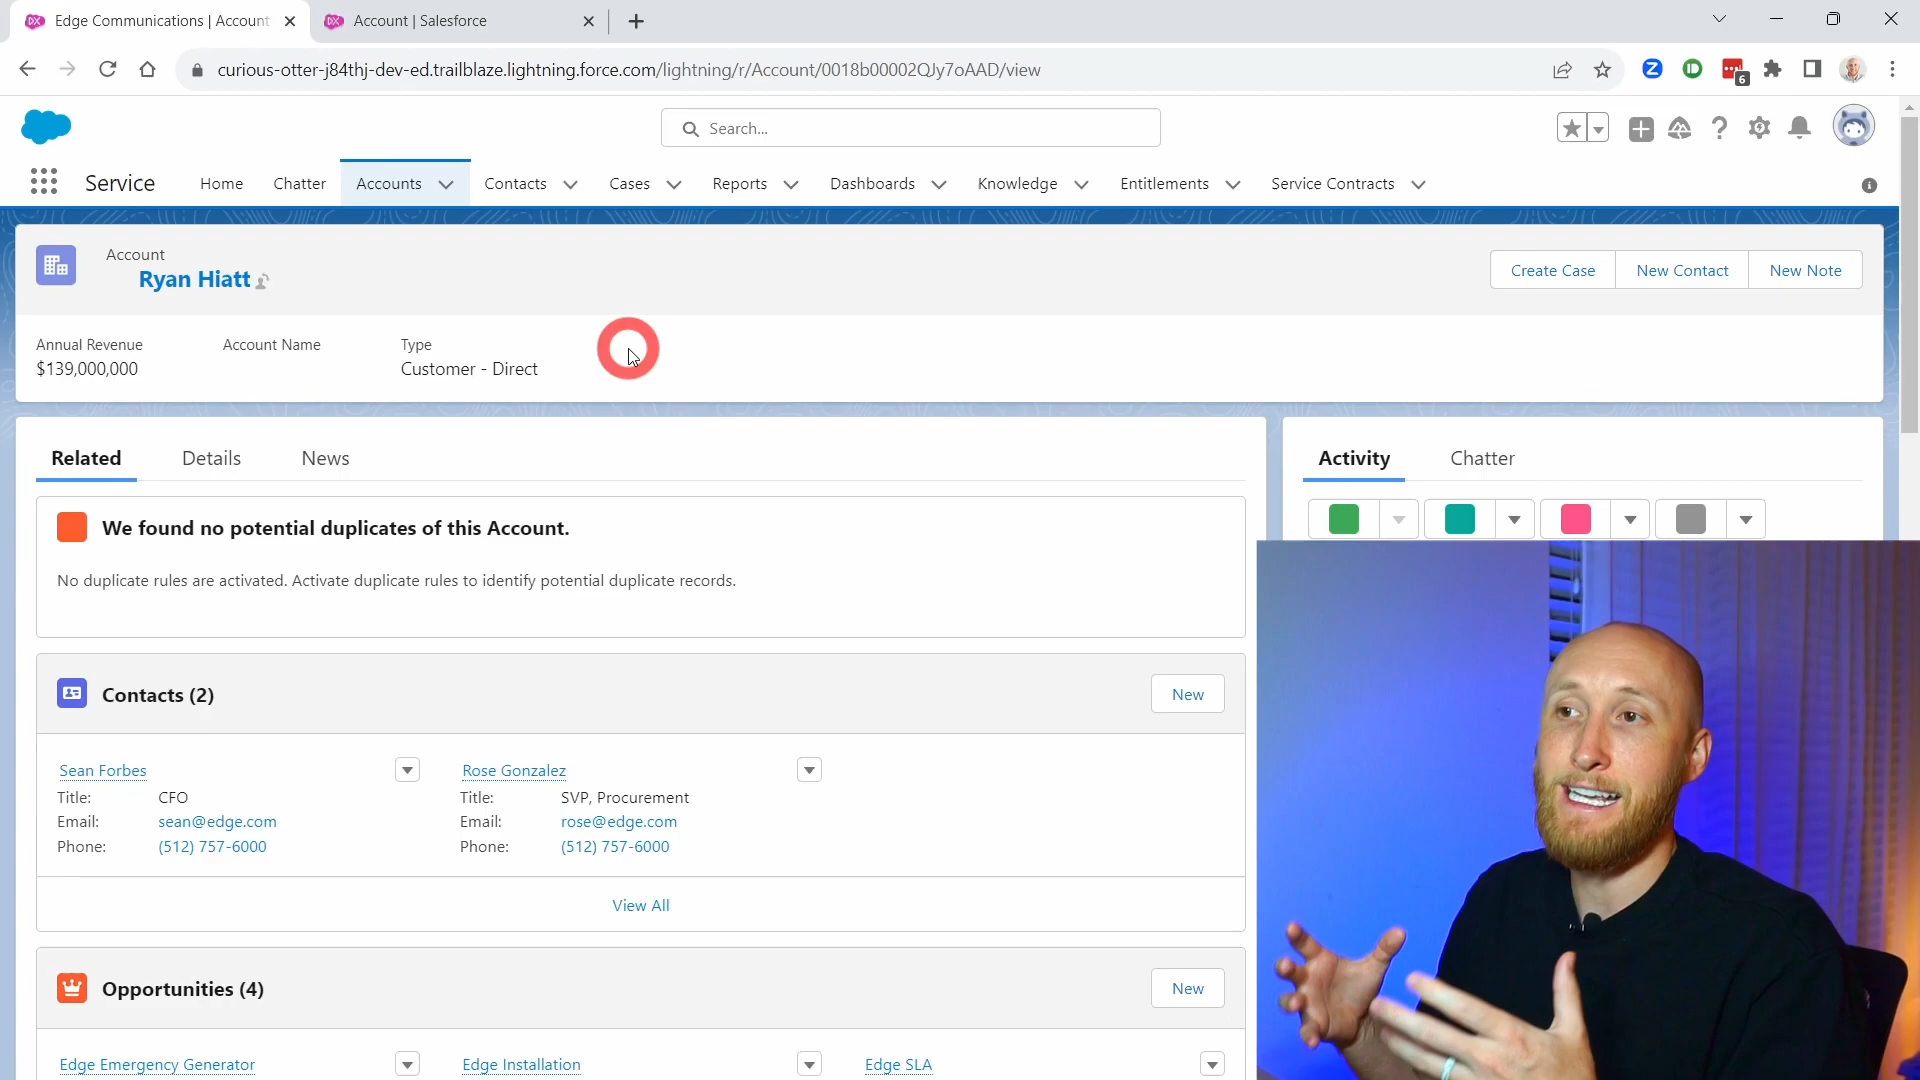 Edge Communications | Account
Account | Salesforce
curious-otter-j84thj-dev-ed.trailblaze.lightning.force.com/lightning/r/Account/0018b00002QJy7oAAD/view
6
Search...
Service
Home
Chatter
Accounts
Contacts
Cases
Reports
Dashboards
Knowledge
Entitlements
Service Contracts
Account
Ryan Hiatt
Create Case
New Contact
New Note
Annual Revenue
Account Name
Type
$139,000,000
Customer - Direct
Related
Details
News
Activity
Chatter
We found no potential duplicates of this Account.
No duplicate rules are activated. Activate duplicate rules to identify potential duplicate records.
Contacts (2)
New
Sean Forbes
Title: CFO
Email: sean@edge.com
Phone: (512) 757-6000
Rose Gonzalez
Title: SVP, Procurement
Email: rose@edge.com
Phone: (512) 757-6000
View All
Opportunities (4)
New
Edge Emergency Generator
Edge Installation
Edge SLA